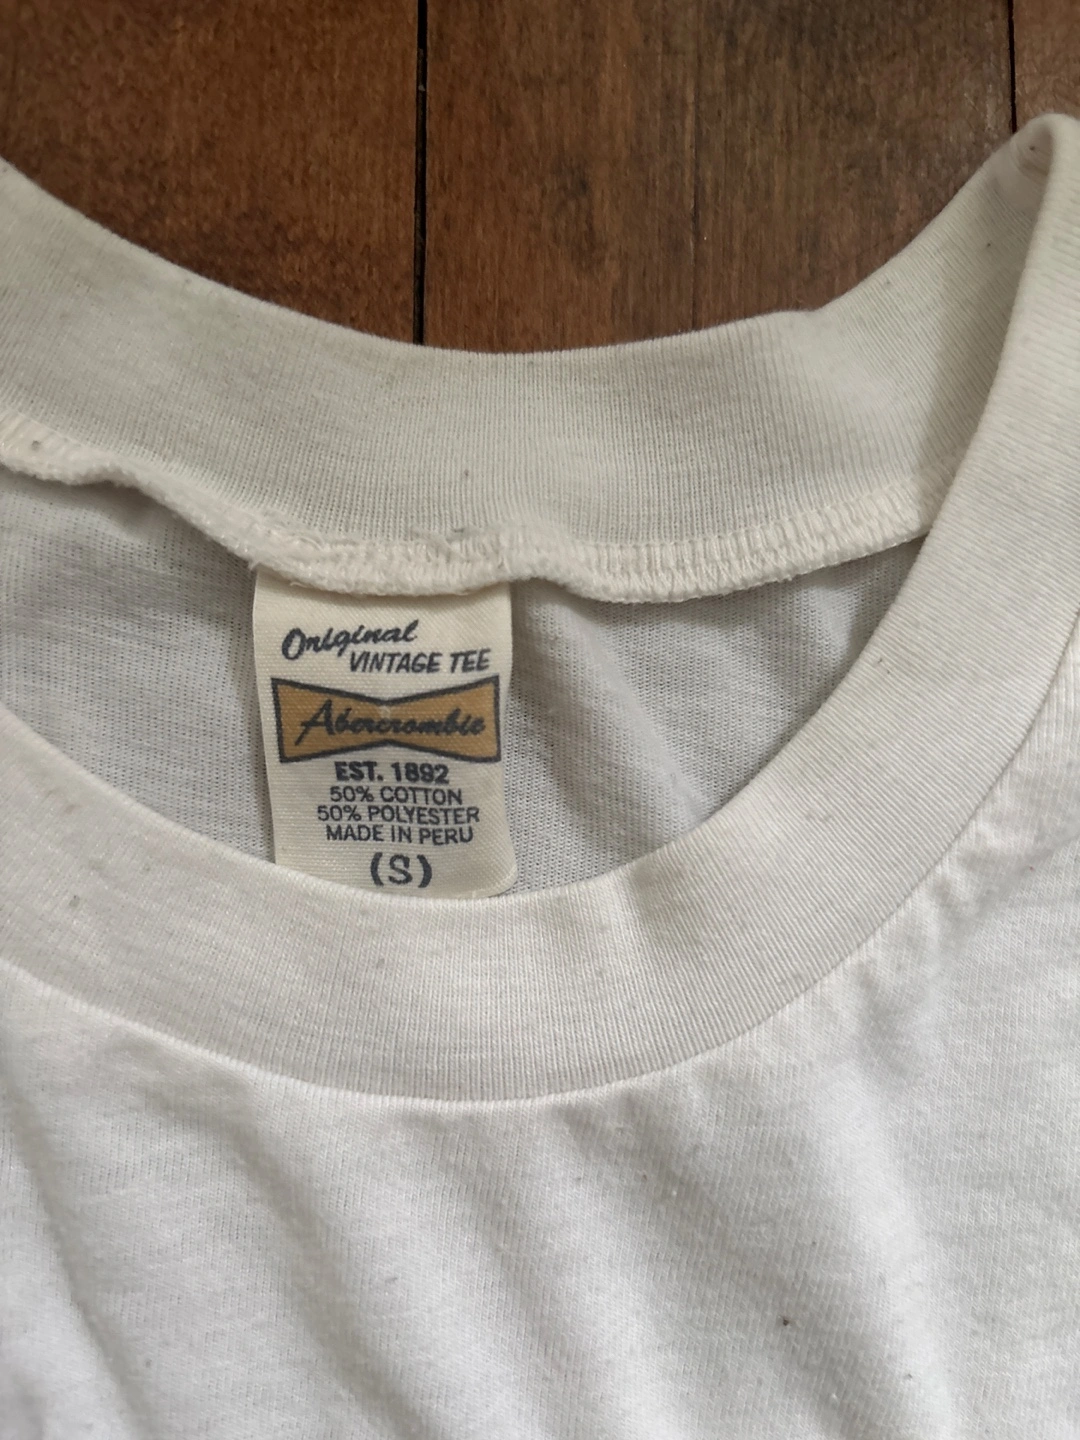 Original
VINTAGE TEE
Abercrombie
EST. 1892
50% COTTON
50% POLYESTER
MADE IN PERU
(S)